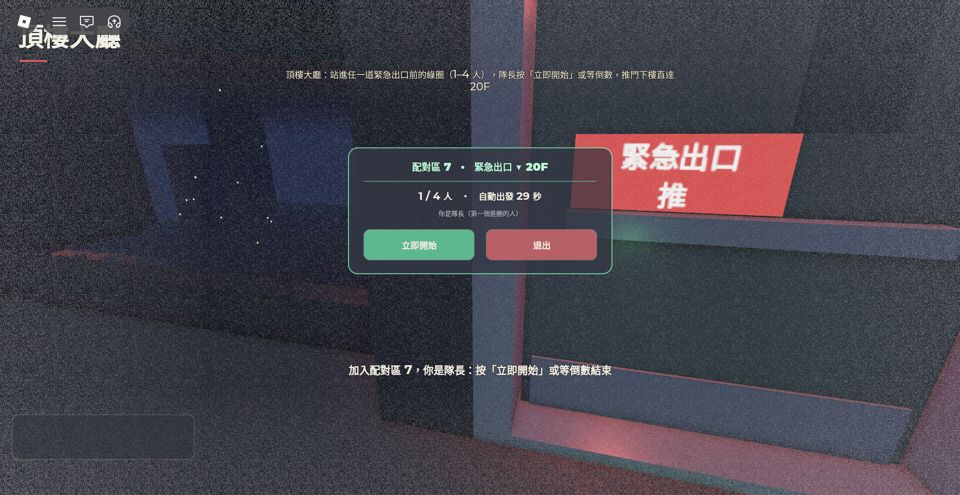 頂樓大廳
頂樓大廳：站進任一道緊急出口前的綠圈（1–4 人），隊長按「立即開始」或等倒數，推門下樓直達
20F
緊急出口
推
配對區 7 • 緊急出口 ▼ 20F
1 / 4 人 • 自動出發 29 秒
你是隊長（第一個進圈的人）
立即開始
退出
加入配對區 7，你是隊長：按「立即開始」或等倒數結束